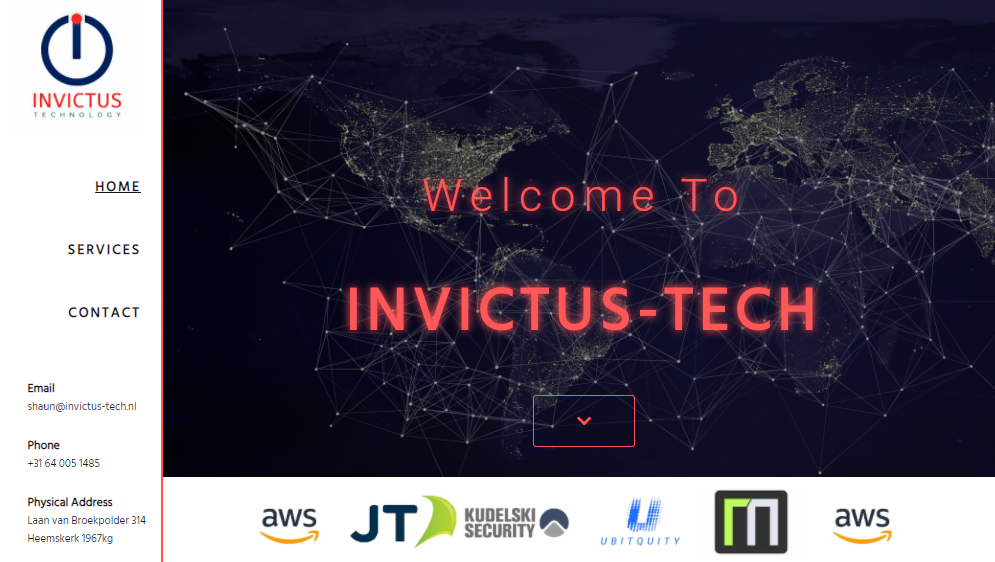 INVICTUS
TECHNOLOGY
HOME
SERVICES
CONTACT
Email
shaun@invictus-tech.nl
Phone
+31 64 005 1485
Physical Address
Laan van Broekpolder 314
Heemskerk 1967kg
Welcome To
INVICTUS-TECH
aws
JT
KUDELSKI
SECURITY
UBITQUITY
aws